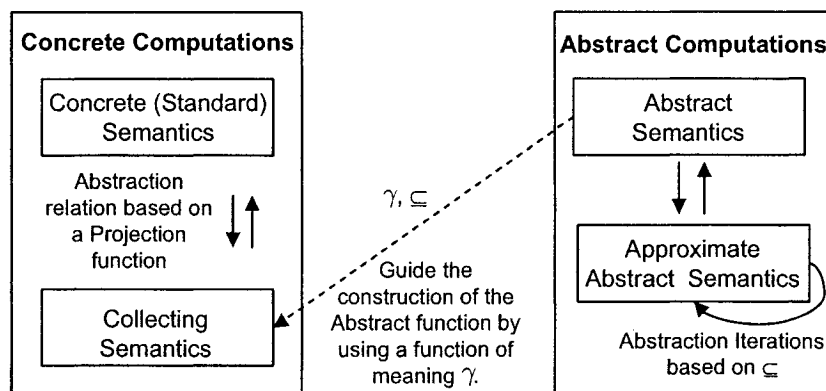 Concrete Computations
Concrete (Standard)
Semantics
Abstraction
relation based on
a Projection
function
Collecting
Semantics
γ, ⊆
Guide the
construction of the
Abstract function by
using a function of
meaning γ.
Abstract Computations
Abstract
Semantics
Approximate
Abstract Semantics
Abstraction Iterations
based on ⊆